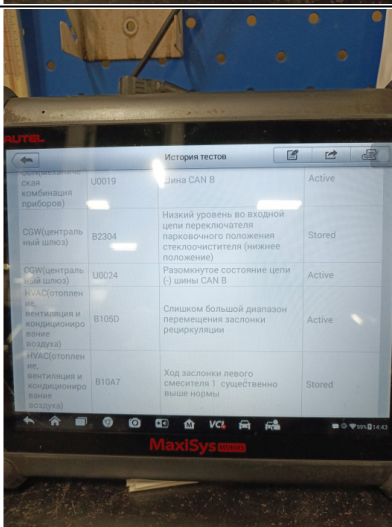 AUTEL
История тестов
ская
комбинация
приборов)
U0019
Шина CAN B
Active
CGW(централь
ный шлюз)
B2304
Низкий уровень во входной
цепи переключателя
парковочного положения
стеклоочистителя (нижнее
положение)
Stored
CGW(централь
ный шлюз)
U0024
Разомкнутое состояние цепи
(-) шины CAN B
Active
HVAC(отоплен
ие,
вентиляция и
кондициониро
вание
воздуха)
B105D
Слишком большой диапазон
перемещения заслонки
рециркуляции
Active
HVAC(отоплен
ие,
вентиляция и
кондициониро
вание
воздуха)
B10A7
Ход заслонки левого
смесителя 1 существенно
выше нормы
Stored
VCI
14:43
MaxiSys